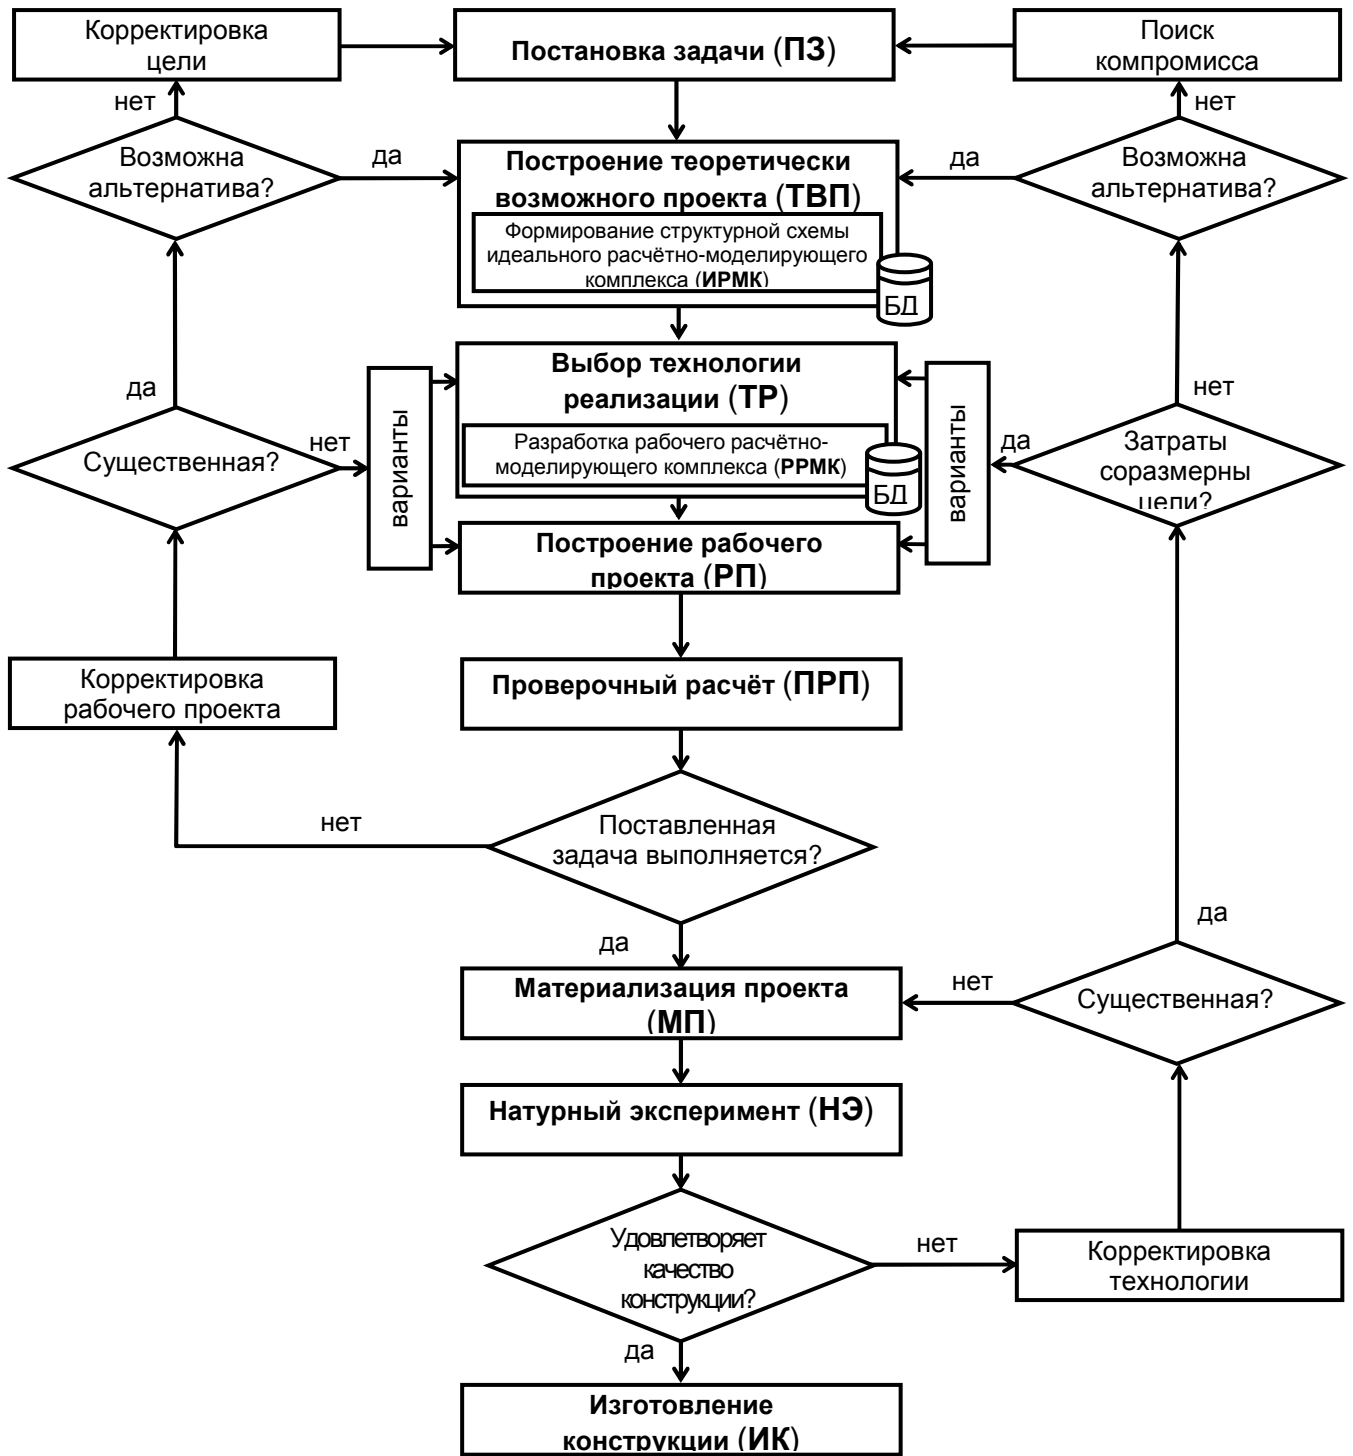 Корректировка
цели
Постановка задачи (ПЗ)
Поиск
компромисса
нет
нет
Возможна
альтернатива?
да
Построение теоретически
возможного проекта (ТВП)
Формирование структурной схемы
идеального расчётно-моделирующего
комплекса (ИРМК)
БД
да
Возможна
альтернатива?
да
Существенная?
нет
варианты
Выбор технологии
реализации (ТР)
Разработка рабочего расчётно-
моделирующего комплекса (РРМК)
БД
варианты
да
нет
Затраты
соразмерны
цели?
Построение рабочего
проекта (РП)
Корректировка
рабочего проекта
Проверочный расчёт (ПРП)
нет
Поставленная
задача выполняется?
да
да
Материализация проекта
(МП)
нет
Существенная?
Натурный эксперимент (НЭ)
Удовлетворяет
качество
конструкции?
нет
Корректировка
технологии
да
Изготовление
конструкции (ИК)